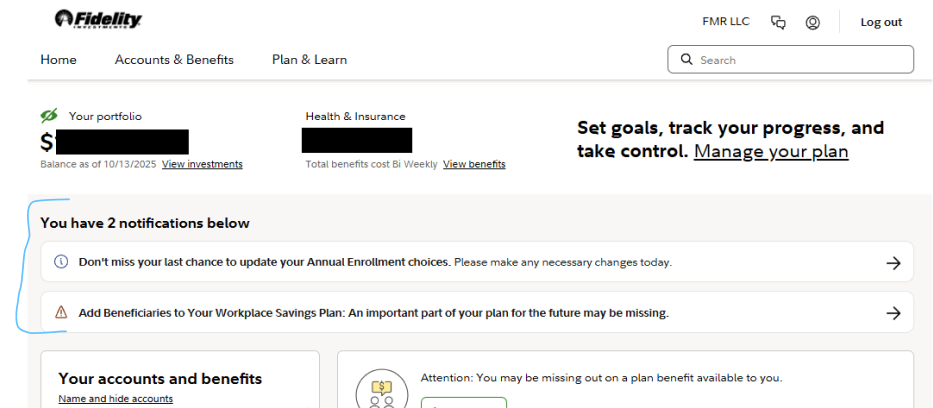 Fidelity
INVESTMENTS
FMR LLC
Log out
Home
Accounts & Benefits
Plan & Learn
Search
Your portfolio
$
Balance as of 10/13/2025 View investments
Health & Insurance
Total benefits cost Bi Weekly View benefits
Set goals, track your progress, and
take control. Manage your plan
You have 2 notifications below
Don't miss your last chance to update your Annual Enrollment choices. Please make any necessary changes today.
Add Beneficiaries to Your Workplace Savings Plan: An important part of your plan for the future may be missing.
Your accounts and benefits
Name and hide accounts
$
Attention: You may be missing out on a plan benefit available to you.